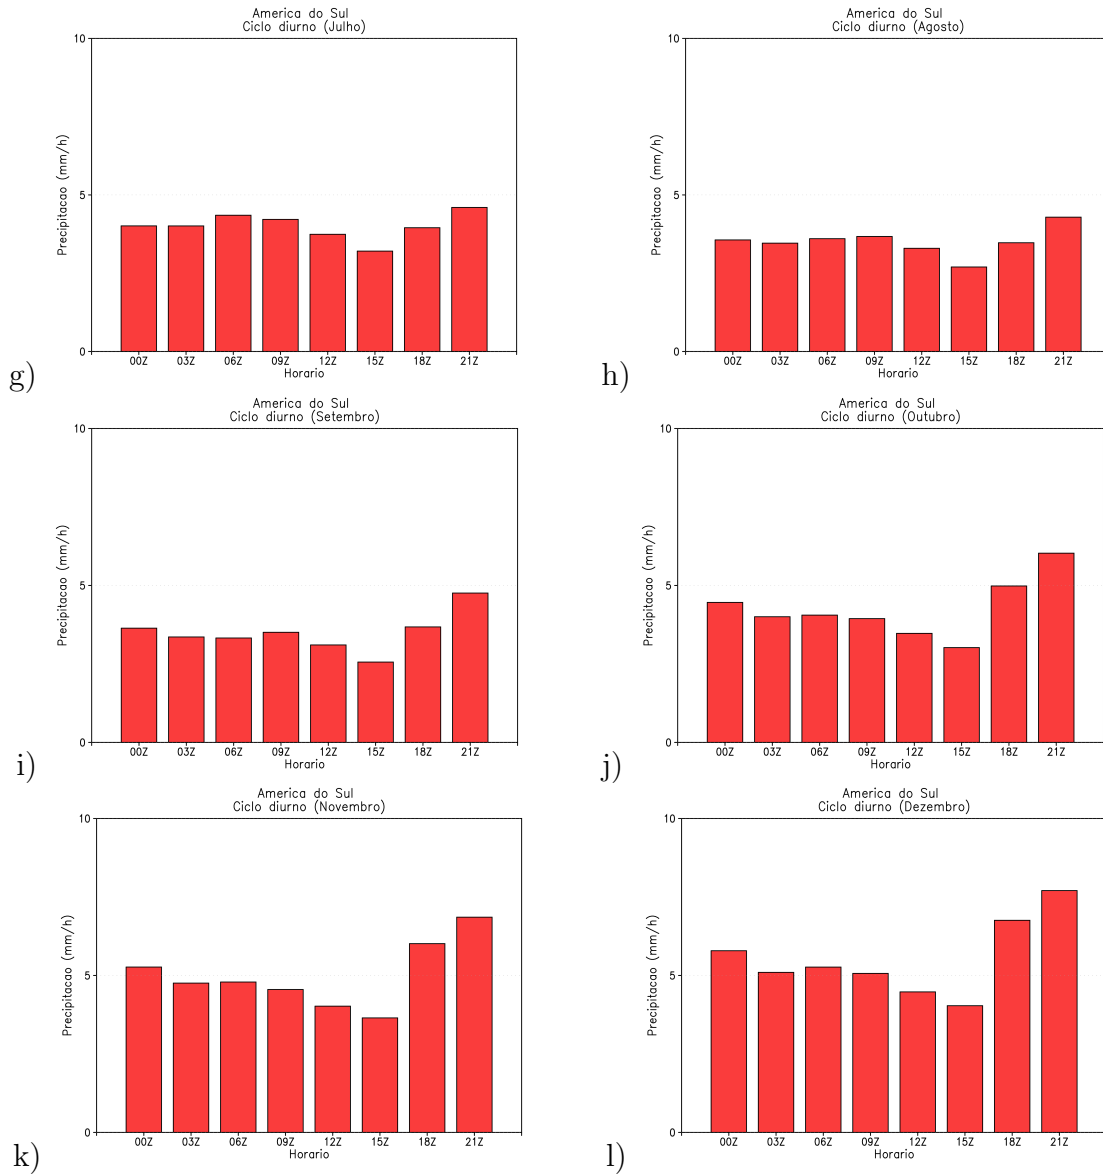 America do Sul
Ciclo diurno (Julho)
10
5
0
Precipitacao (mm/h)
00Z 03Z 06Z 09Z 12Z 15Z 18Z 21Z
Horario
g)
America do Sul
Ciclo diurno (Agosto)
10
5
0
Precipitacao (mm/h)
00Z 03Z 06Z 09Z 12Z 15Z 18Z 21Z
Horario
h)
America do Sul
Ciclo diurno (Setembro)
10
5
0
Precipitacao (mm/h)
00Z 03Z 06Z 09Z 12Z 15Z 18Z 21Z
Horario
i)
America do Sul
Ciclo diurno (Outubro)
10
5
0
Precipitacao (mm/h)
00Z 03Z 06Z 09Z 12Z 15Z 18Z 21Z
Horario
j)
America do Sul
Ciclo diurno (Novembro)
10
5
0
Precipitacao (mm/h)
00Z 03Z 06Z 09Z 12Z 15Z 18Z 21Z
Horario
k)
America do Sul
Ciclo diurno (Dezembro)
10
5
0
Precipitacao (mm/h)
00Z 03Z 06Z 09Z 12Z 15Z 18Z 21Z
Horario
l)